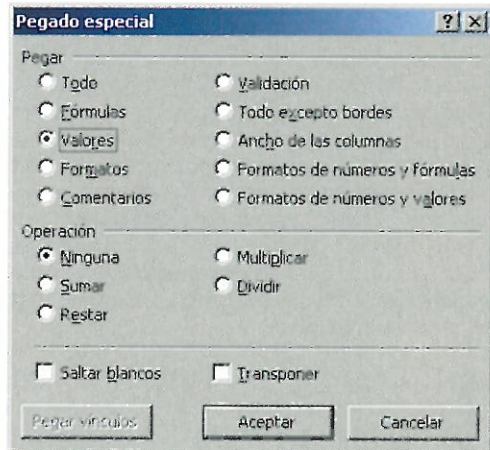 Pegado especial
Pegar
Todo
Fórmulas
Valores
Formatos
Comentarios
Validación
Todo excepto bordes
Ancho de las columnas
Formatos de números y fórmulas
Formatos de números y valores
Operación
Ninguna
Sumar
Restar
Multiplicar
Dividir
Saltar blancos
Transponer
Pegar vínculos
Aceptar
Cancelar